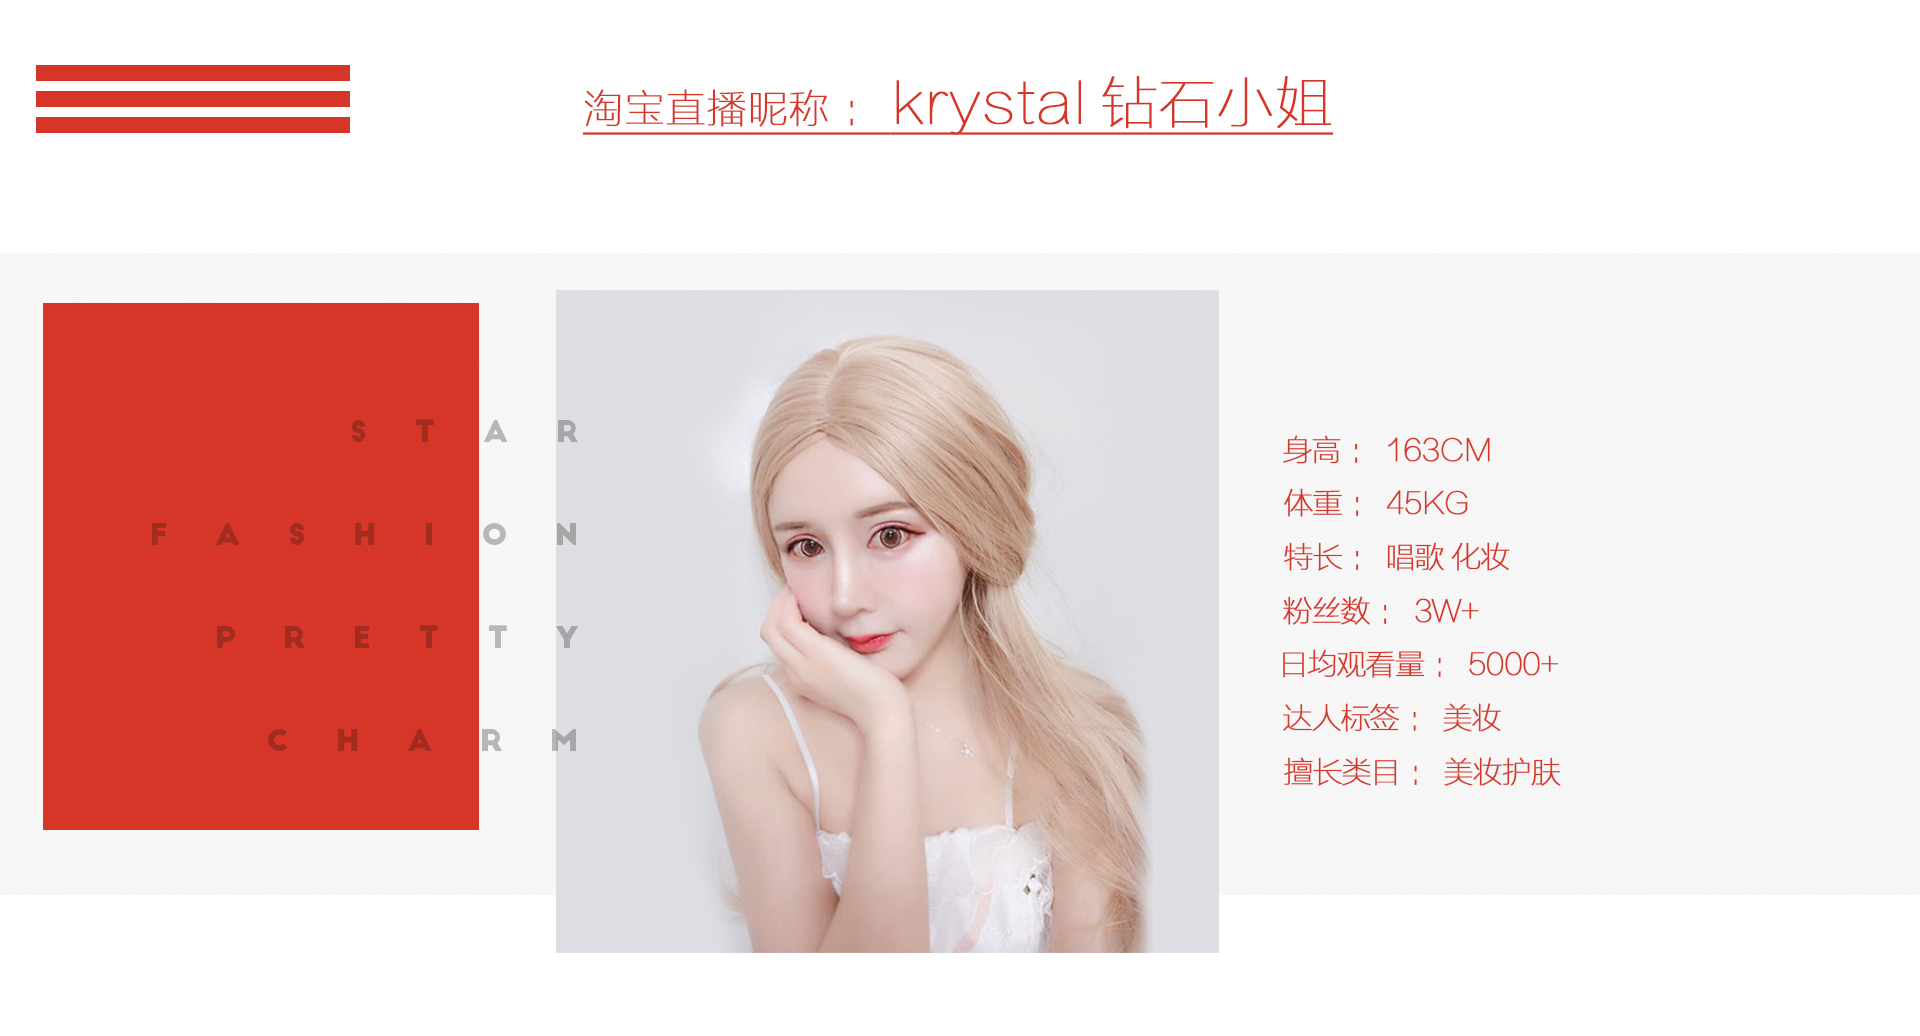 淘宝直播昵称： krystal 钻石小姐
STAR
FASHION
PRETTY
CHARM
身高： 163CM
体重： 45KG
特长： 唱歌 化妆
粉丝数： 3W+
日均观看量： 5000+
达人标签： 美妆
擅长类目： 美妆护肤